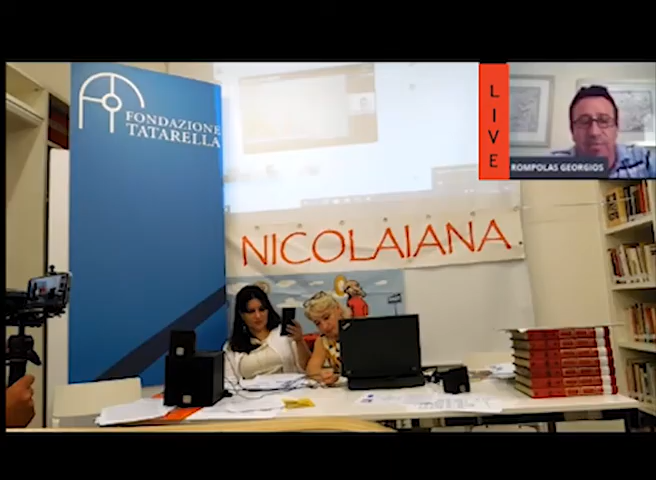 FONDAZIONE
TATARELLA
LIVE
ROMPOLAS GEORGIOS
NICOLAIANA